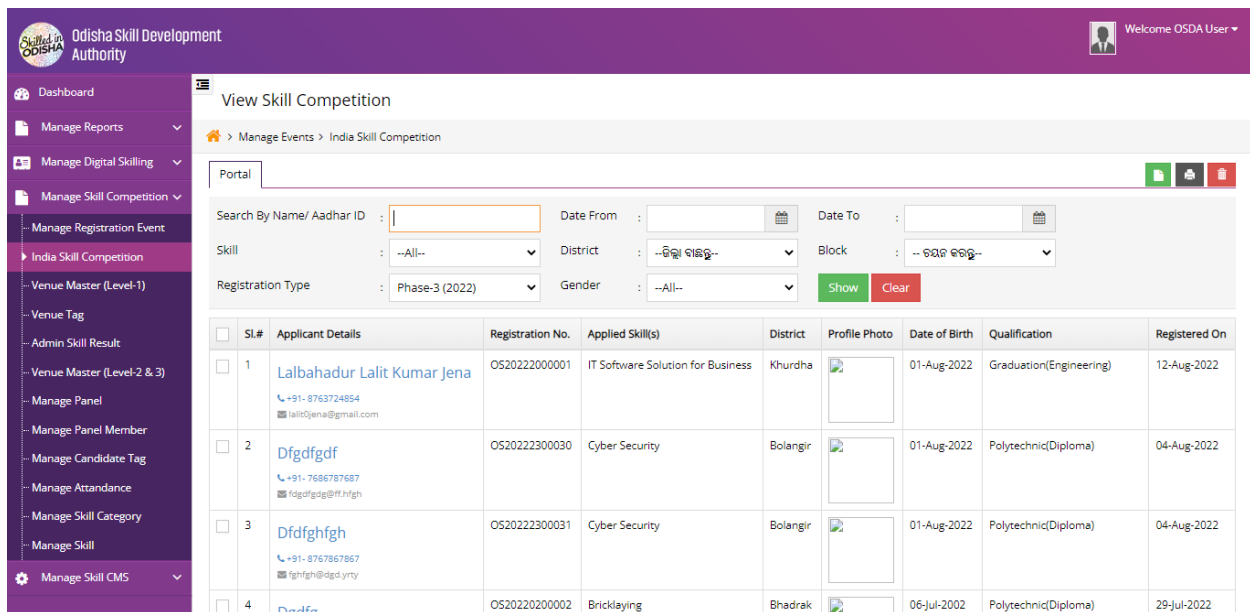 Skilled in ODISHA
Odisha Skill Development
Authority
Welcome OSDA User
Dashboard
Manage Reports
Manage Digital Skilling
Manage Skill Competition
Manage Registration Event
India Skill Competition
Venue Master (Level-1)
Venue Tag
Admin Skill Result
Venue Master (Level-2 & 3)
Manage Panel
Manage Panel Member
Manage Candidate Tag
Manage Attandance
Manage Skill Category
Manage Skill
Manage Skill CMS
View Skill Competition
> Manage Events > India Skill Competition
Portal
Search By Name/ Aadhar ID : Date From : Date To :
Skill : --All-- District : --ଜିଲ୍ଲା ବାଛନ୍ତୁ-- Block : -- ଚୟନ କରନ୍ତୁ--
Registration Type : Phase-3 (2022) Gender : --All-- Show Clear
Sl.# Applicant Details Registration No. Applied Skill(s) District Profile Photo Date of Birth Qualification Registered On
1 Lalbahadur Lalit Kumar Jena OS20222000001 IT Software Solution for Business Khurdha 01-Aug-2022 Graduation(Engineering) 12-Aug-2022
+91- 8763724854
lalit0jena@gmail.com
2 Dfgdfgdf OS20222300030 Cyber Security Bolangir 01-Aug-2022 Polytechnic(Diploma) 04-Aug-2022
+91- 7686787687
fdgdfgdg@ff.hfgh
3 Dfdfghfgh OS20222300031 Cyber Security Bolangir 01-Aug-2022 Polytechnic(Diploma) 04-Aug-2022
+91- 8767867867
fghfgh@dgd.yrty
4 OS20220200002 Bricklaying Bhadrak 06-Jul-2002 Polytechnic(Diploma) 29-Jul-2022